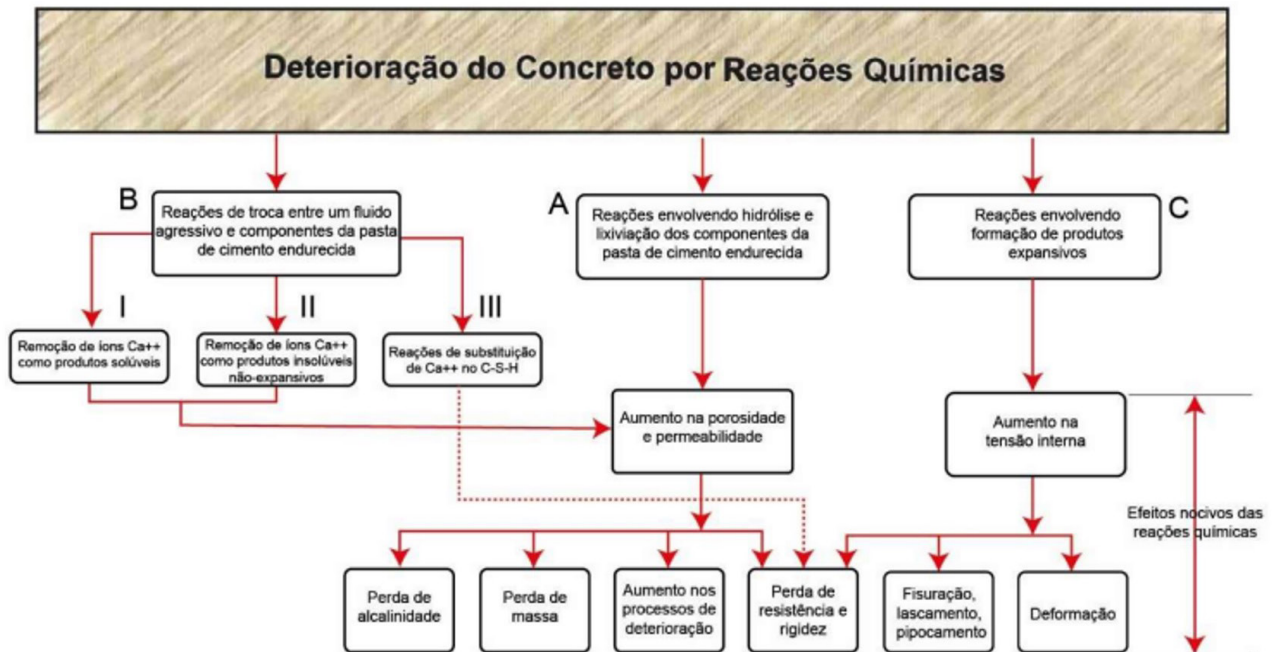 Deterioração do Concreto por Reações Químicas
B
Reações de troca entre um fluido
agressivo e componentes da pasta
de cimento endurecida
A
Reações envolvendo hidrólise e
lixiviação dos componentes da
pasta de cimento endurecida
Reações envolvendo
formação de produtos
expansivos
C
I
II
III
Remoção de íons Ca++
como produtos solúveis
Remoção de íons Ca++
como produtos insolúveis
não-expansivos
Reações de substituição
de Ca++ no C-S-H
Aumento na porosidade
e permeabilidade
Aumento na
tensão interna
Efeitos nocivos das
reações químicas
Perda de
alcalinidade
Perda de
massa
Aumento nos
processos de
deterioração
Perda de
resistência e
rigidez
Fisuração,
lascamento,
pipocamento
Deformação